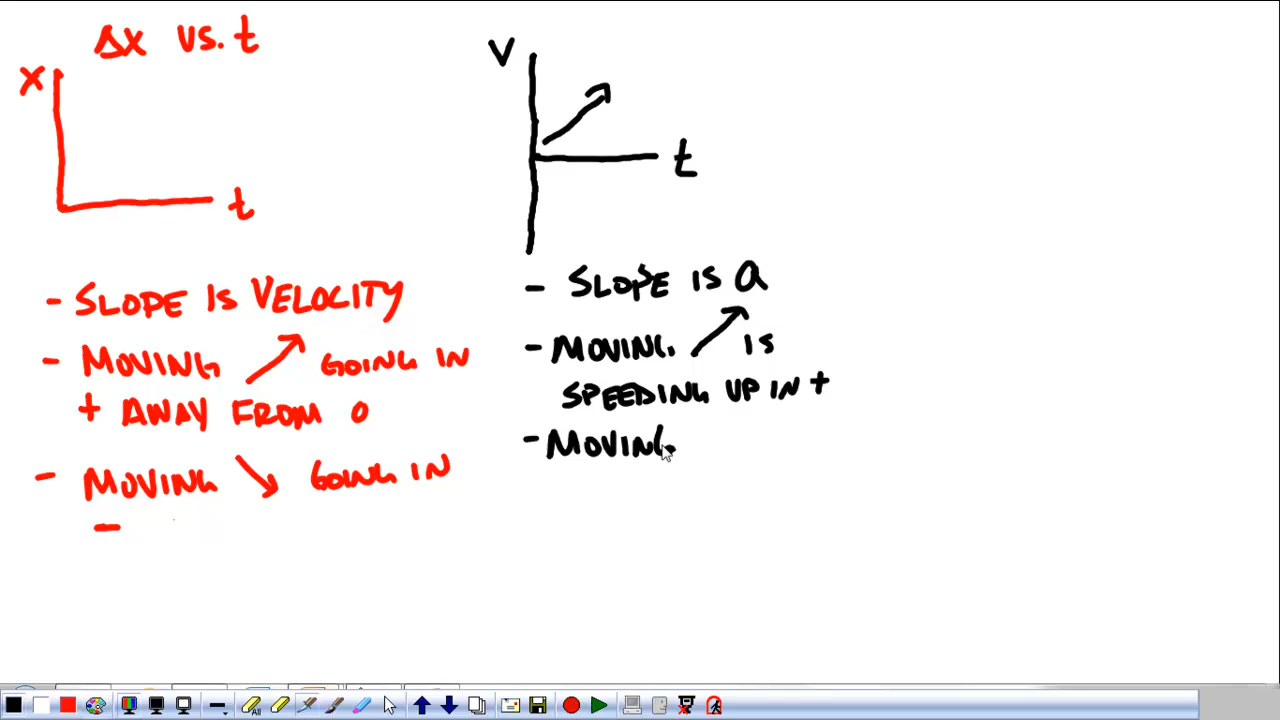 Δx vs. t
x
t
- SLOPE IS VELOCITY
- MOVING ↗ GOING IN
+ AWAY FROM 0
- MOVING ↘ GOING IN
-
v
t
- SLOPE IS a
- MOVING ↗ IS
SPEEDING UP IN +
- MOVING
All